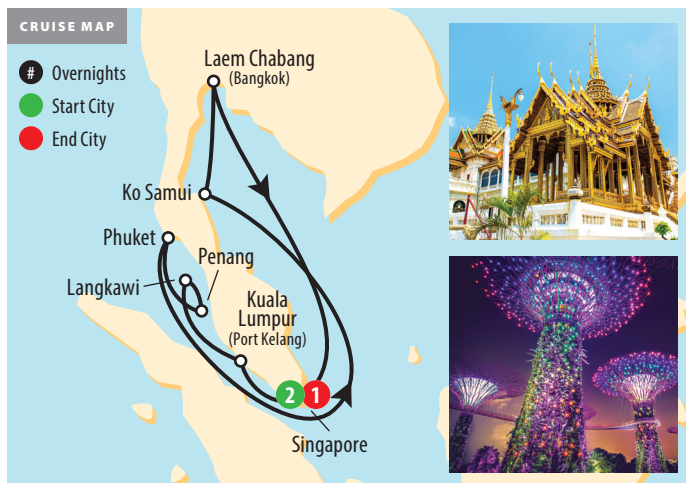 CRUISE MAP
#
Overnights
Start City
End City
Laem Chabang
(Bangkok)
Ko Samui
Phuket
Penang
Langkawi
Kuala
Lumpur
(Port Kelang)
2
1
Singapore